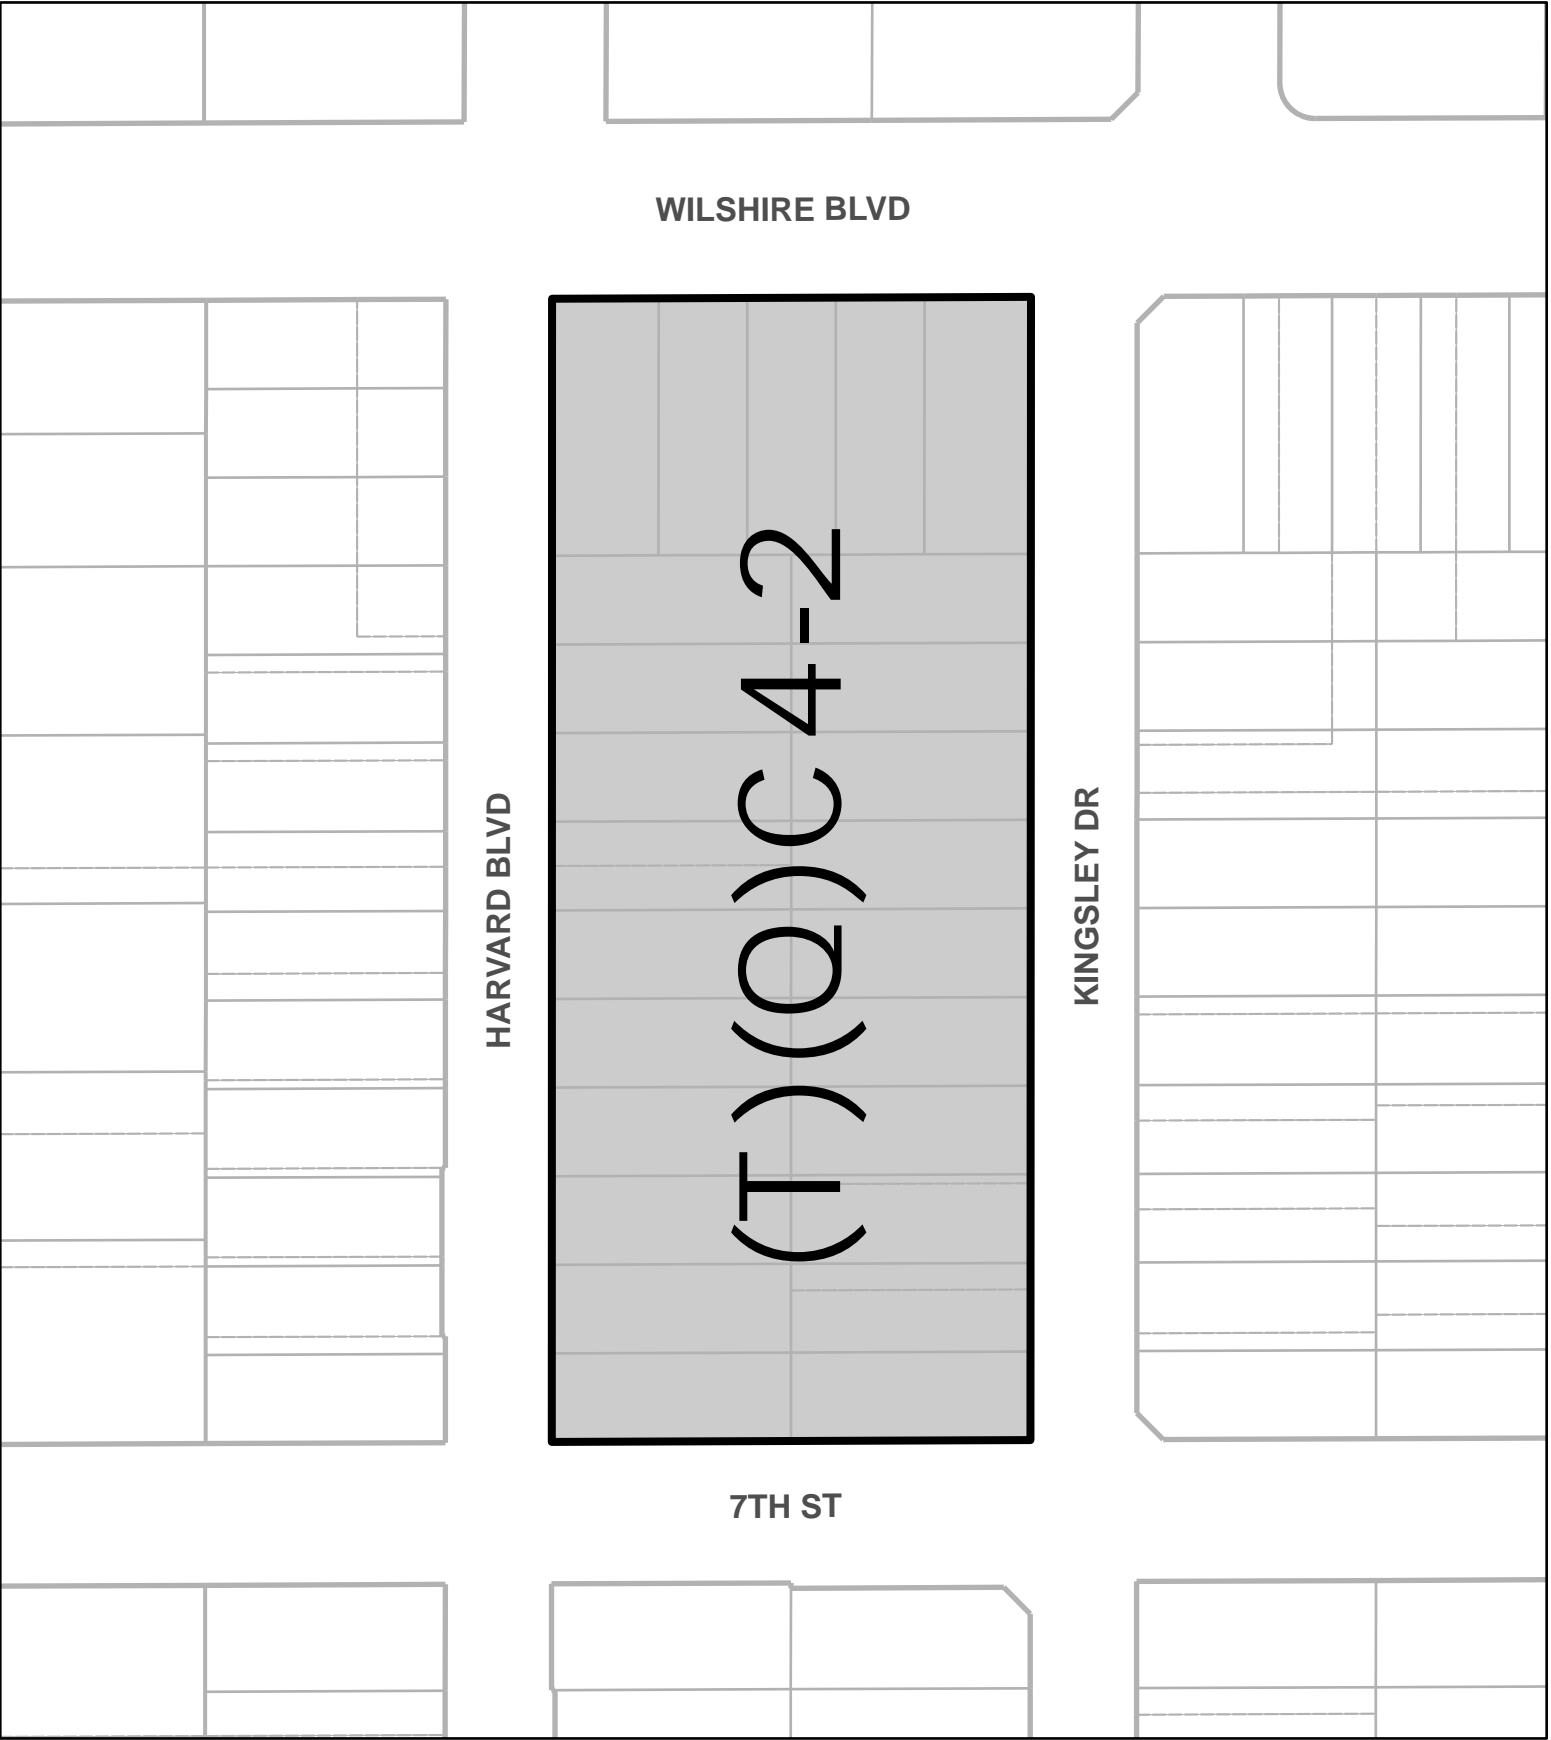 WILSHIRE BLVD
HARVARD BLVD
(T)(Q)C4-2
KINGSLEY DR
7TH ST